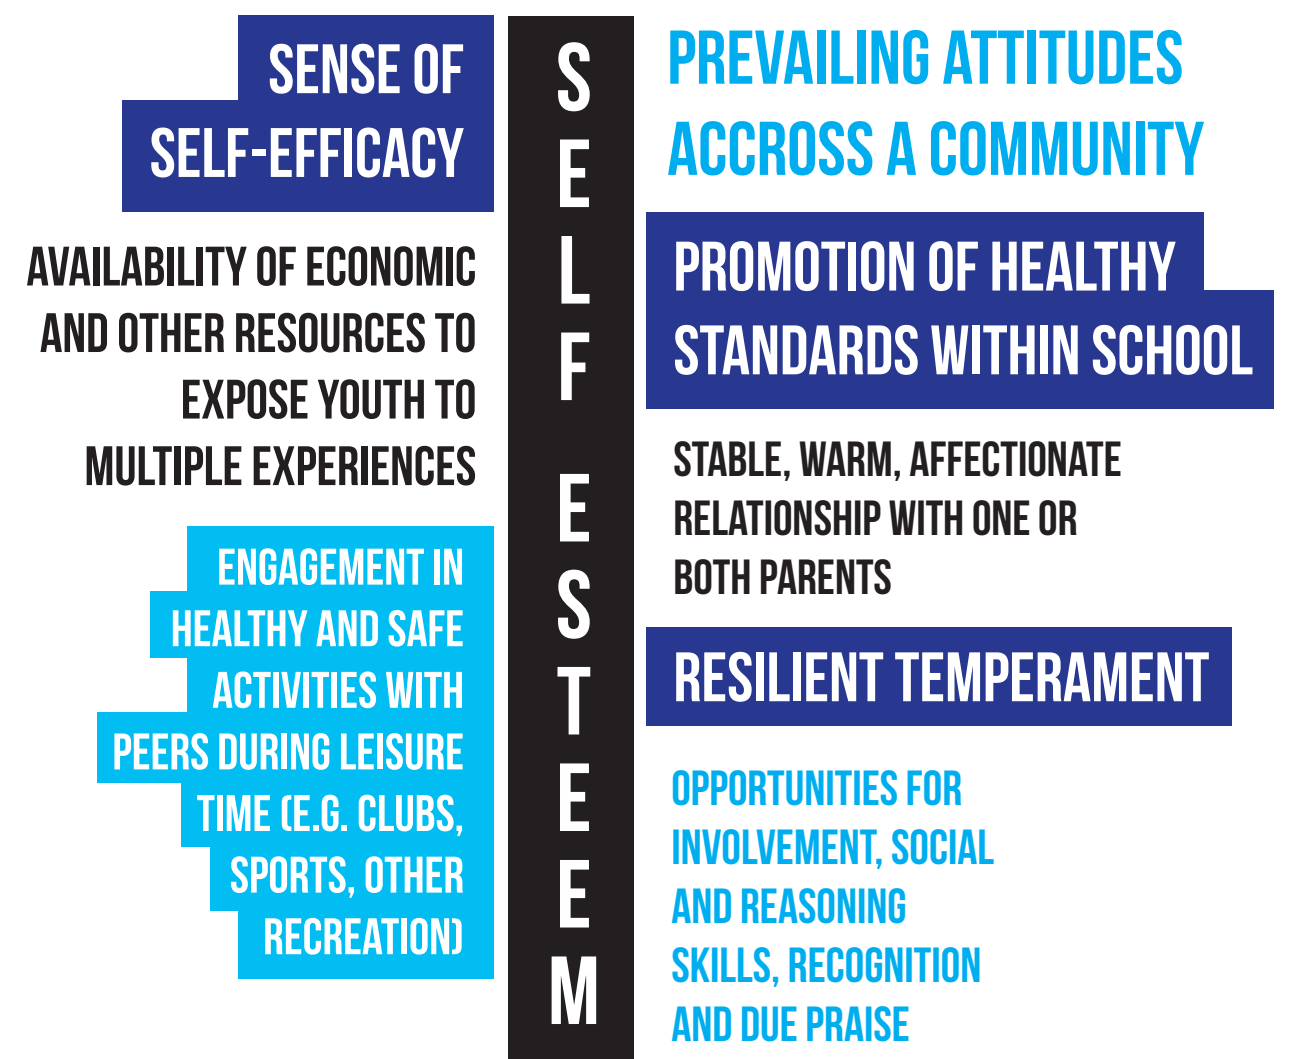 SENSE OF
SELF-EFFICACY
AVAILABILITY OF ECONOMIC
AND OTHER RESOURCES TO
EXPOSE YOUTH TO
MULTIPLE EXPERIENCES
ENGAGEMENT IN
HEALTHY AND SAFE
ACTIVITIES WITH
PEERS DURING LEISURE
TIME (E.G. CLUBS,
SPORTS, OTHER
RECREATION)
SELF ESTEEM
PREVAILING ATTITUDES
ACCROSS A COMMUNITY
PROMOTION OF HEALTHY
STANDARDS WITHIN SCHOOL
STABLE, WARM, AFFECTIONATE
RELATIONSHIP WITH ONE OR
BOTH PARENTS
RESILIENT TEMPERAMENT
OPPORTUNITIES FOR
INVOLVEMENT, SOCIAL
AND REASONING
SKILLS, RECOGNITION
AND DUE PRAISE